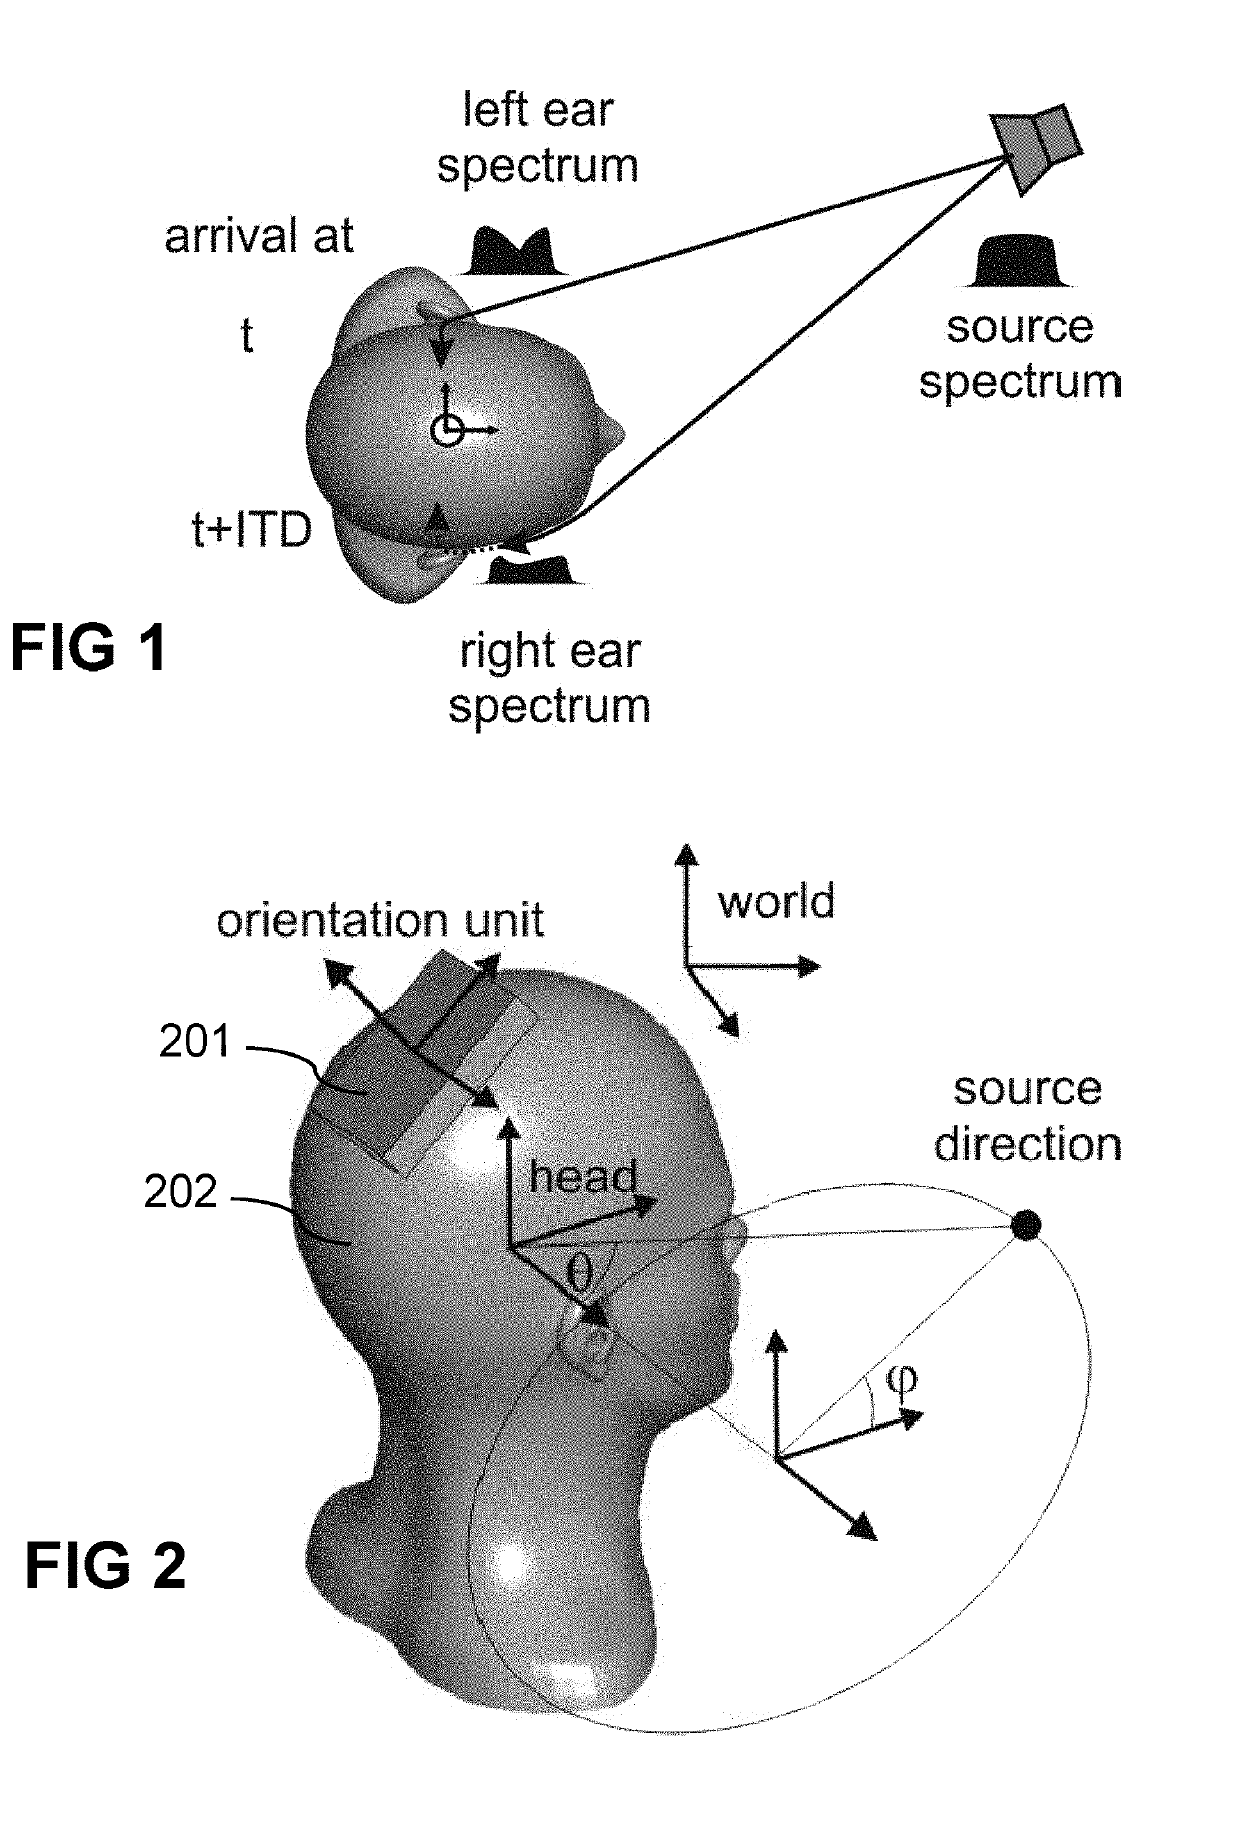 left ear
spectrum
arrival at
t
source
spectrum
t+ITD
FIG 1
right ear
spectrum
world
orientation unit
201
source
direction
head
202
θ
φ
FIG 2